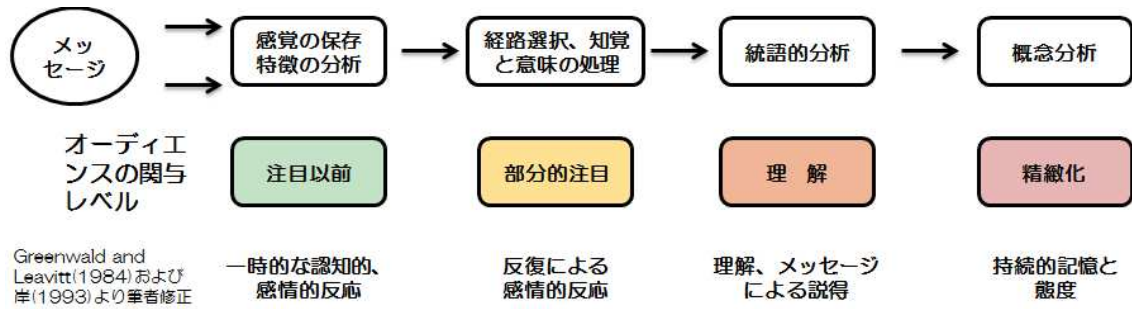 メッ
セージ
感覚の保存
特徴の分析
経路選択、知覚
と意味の処理
統語的分析
概念分析
オーディエ
ンスの関与
レベル
注目以前
部分的注目
理　解
精緻化
Greenwald and
Leavitt(1984)および
岸(1993)より筆者修正
一時的な認知的、
感情的反応
反復による
感情的反応
理解、メッセージ
による説得
持続的記憶と
態度